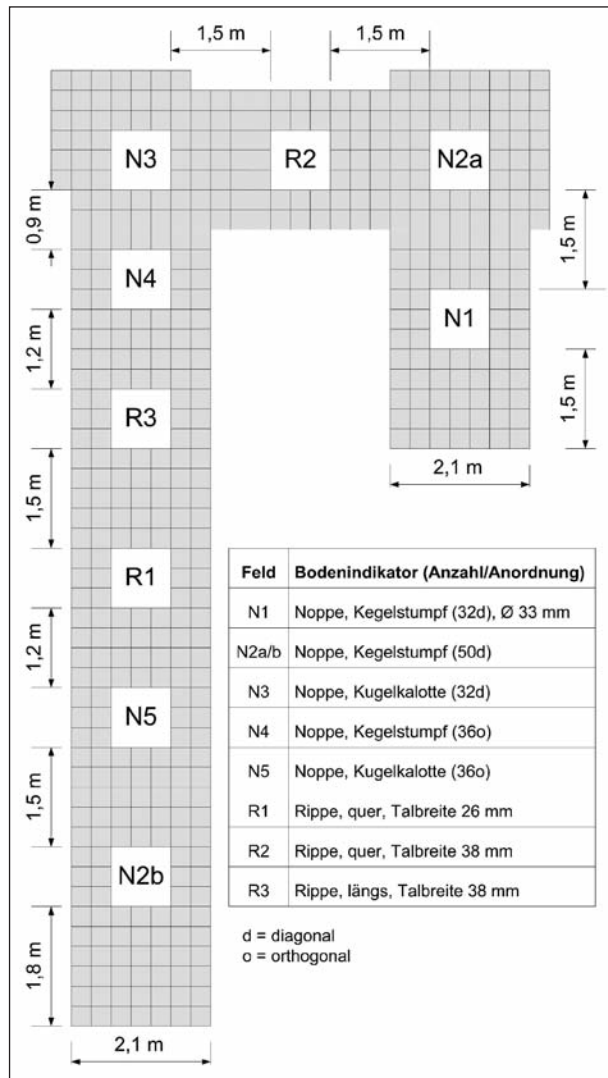 1,5 m 1,5 m
N3 R2 N2a
0,9 m
1,5 m
N4
N1
1,2 m
R3
1,5 m
2,1 m
1,5 m
R1
1,2 m
N5
1,5 m
N2b
1,8 m
2,1 m
Feld Bodenindikator (Anzahl/Anordnung)
N1 Noppe, Kegelstumpf (32d), Ø 33 mm
N2a/b Noppe, Kegelstumpf (50d)
N3 Noppe, Kugelkalotte (32d)
N4 Noppe, Kegelstumpf (36o)
N5 Noppe, Kugelkalotte (36o)
R1 Rippe, quer, Talbreite 26 mm
R2 Rippe, quer, Talbreite 38 mm
R3 Rippe, längs, Talbreite 38 mm
d = diagonal
o = orthogonal